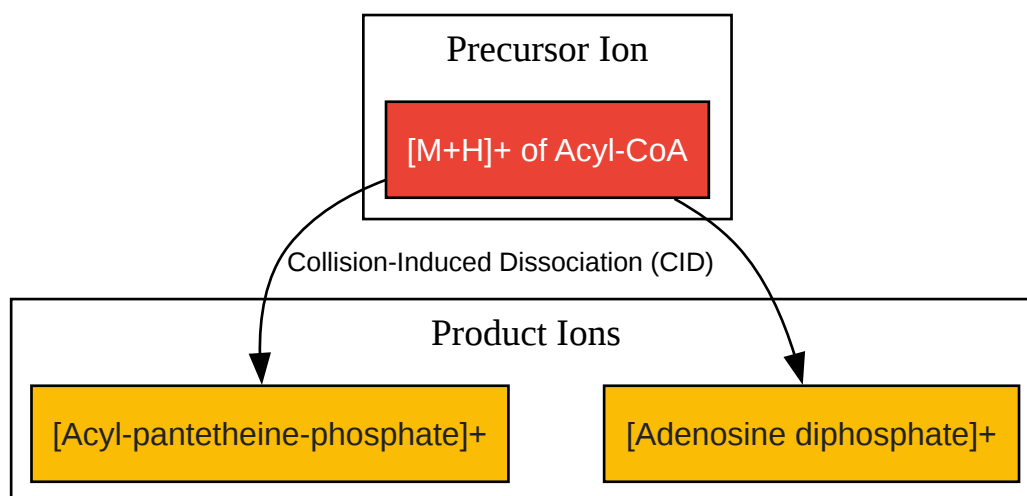 Precursor Ion
[M+H]+ of Acyl-CoA
Collision-Induced Dissociation (CID)
Product Ions
[Acyl-pantetheine-phosphate]+
[Adenosine diphosphate]+